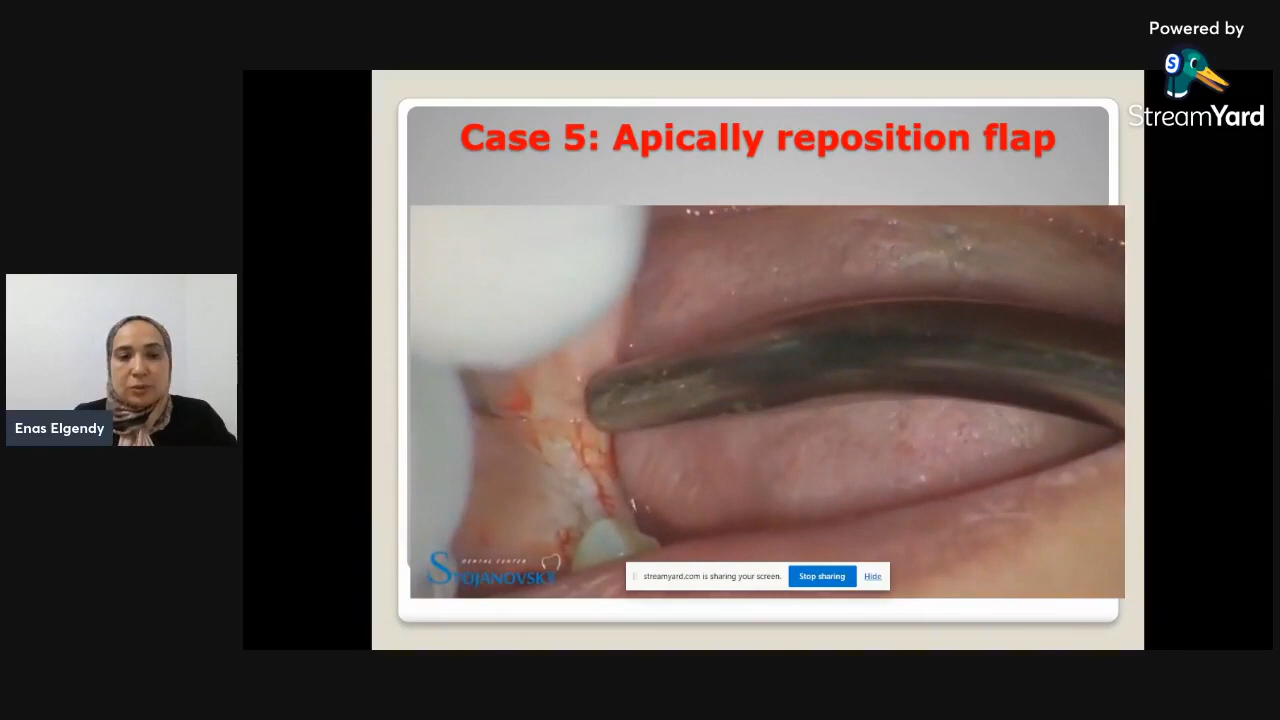 Powered by
StreamYard
Case 5: Apically reposition flap
Enas Elgendy
DENTAL CENTER
STOJANOVSKI
streamyard.com is sharing your screen. Stop sharing Hide